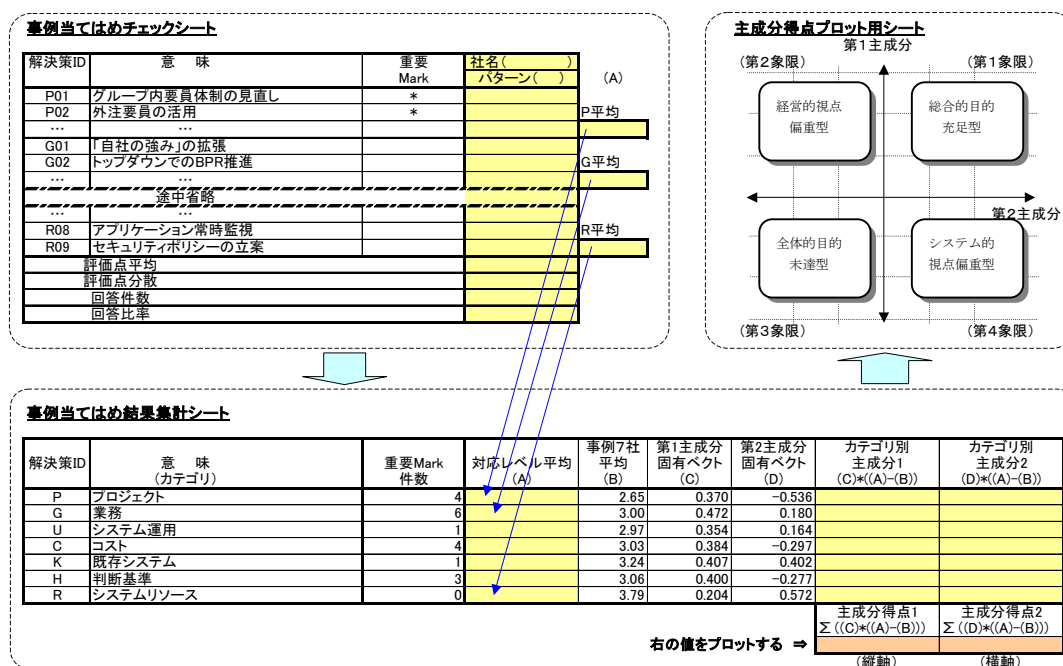 事例当てはめチェックシート
解決策ID 意 味 重要Mark 社名( ) パターン( ) (A)
P01 グループ内要員体制の見直し *
P02 外注要員の活用 * P平均
… …
G01 「自社の強み」の拡張
G02 トップダウンでのBPR推進 G平均
… …
途中省略
… …
R08 アプリケーション常時監視 R平均
R09 セキュリティポリシーの立案
評価点平均
評価点分散
回答件数
回答比率
主成分得点プロット用シート
第1主成分
(第2象限) (第1象限)
経営的視点 総合的目的
偏重型 充足型
第2主成分
全体的目的 システム的
未達型 視点偏重型
(第3象限) (第4象限)
事例当てはめ結果集計シート
解決策ID 意 味 (カテゴリ) 重要Mark 件数 対応レベル平均 (A) 事例7社 平均 (B) 第1主成分 固有ベクト (C) 第2主成分 固有ベクト (D) カテゴリ別 主成分1 (C)*((A)-(B)) カテゴリ別 主成分2 (D)*((A)-(B))
P プロジェクト 4 2.65 0.370 -0.536
G 業務 6 3.00 0.472 0.180
U システム運用 1 2.97 0.354 0.164
C コスト 4 3.03 0.384 -0.297
K 既存システム 1 3.24 0.407 0.402
H 判断基準 3 3.06 0.400 -0.277
R システムリソース 0 3.79 0.204 0.572
主成分得点1 主成分得点2
Σ((C)*((A)-(B))) Σ((D)*((A)-(B)))
右の値をプロットする ⇒
(縦軸) (横軸)